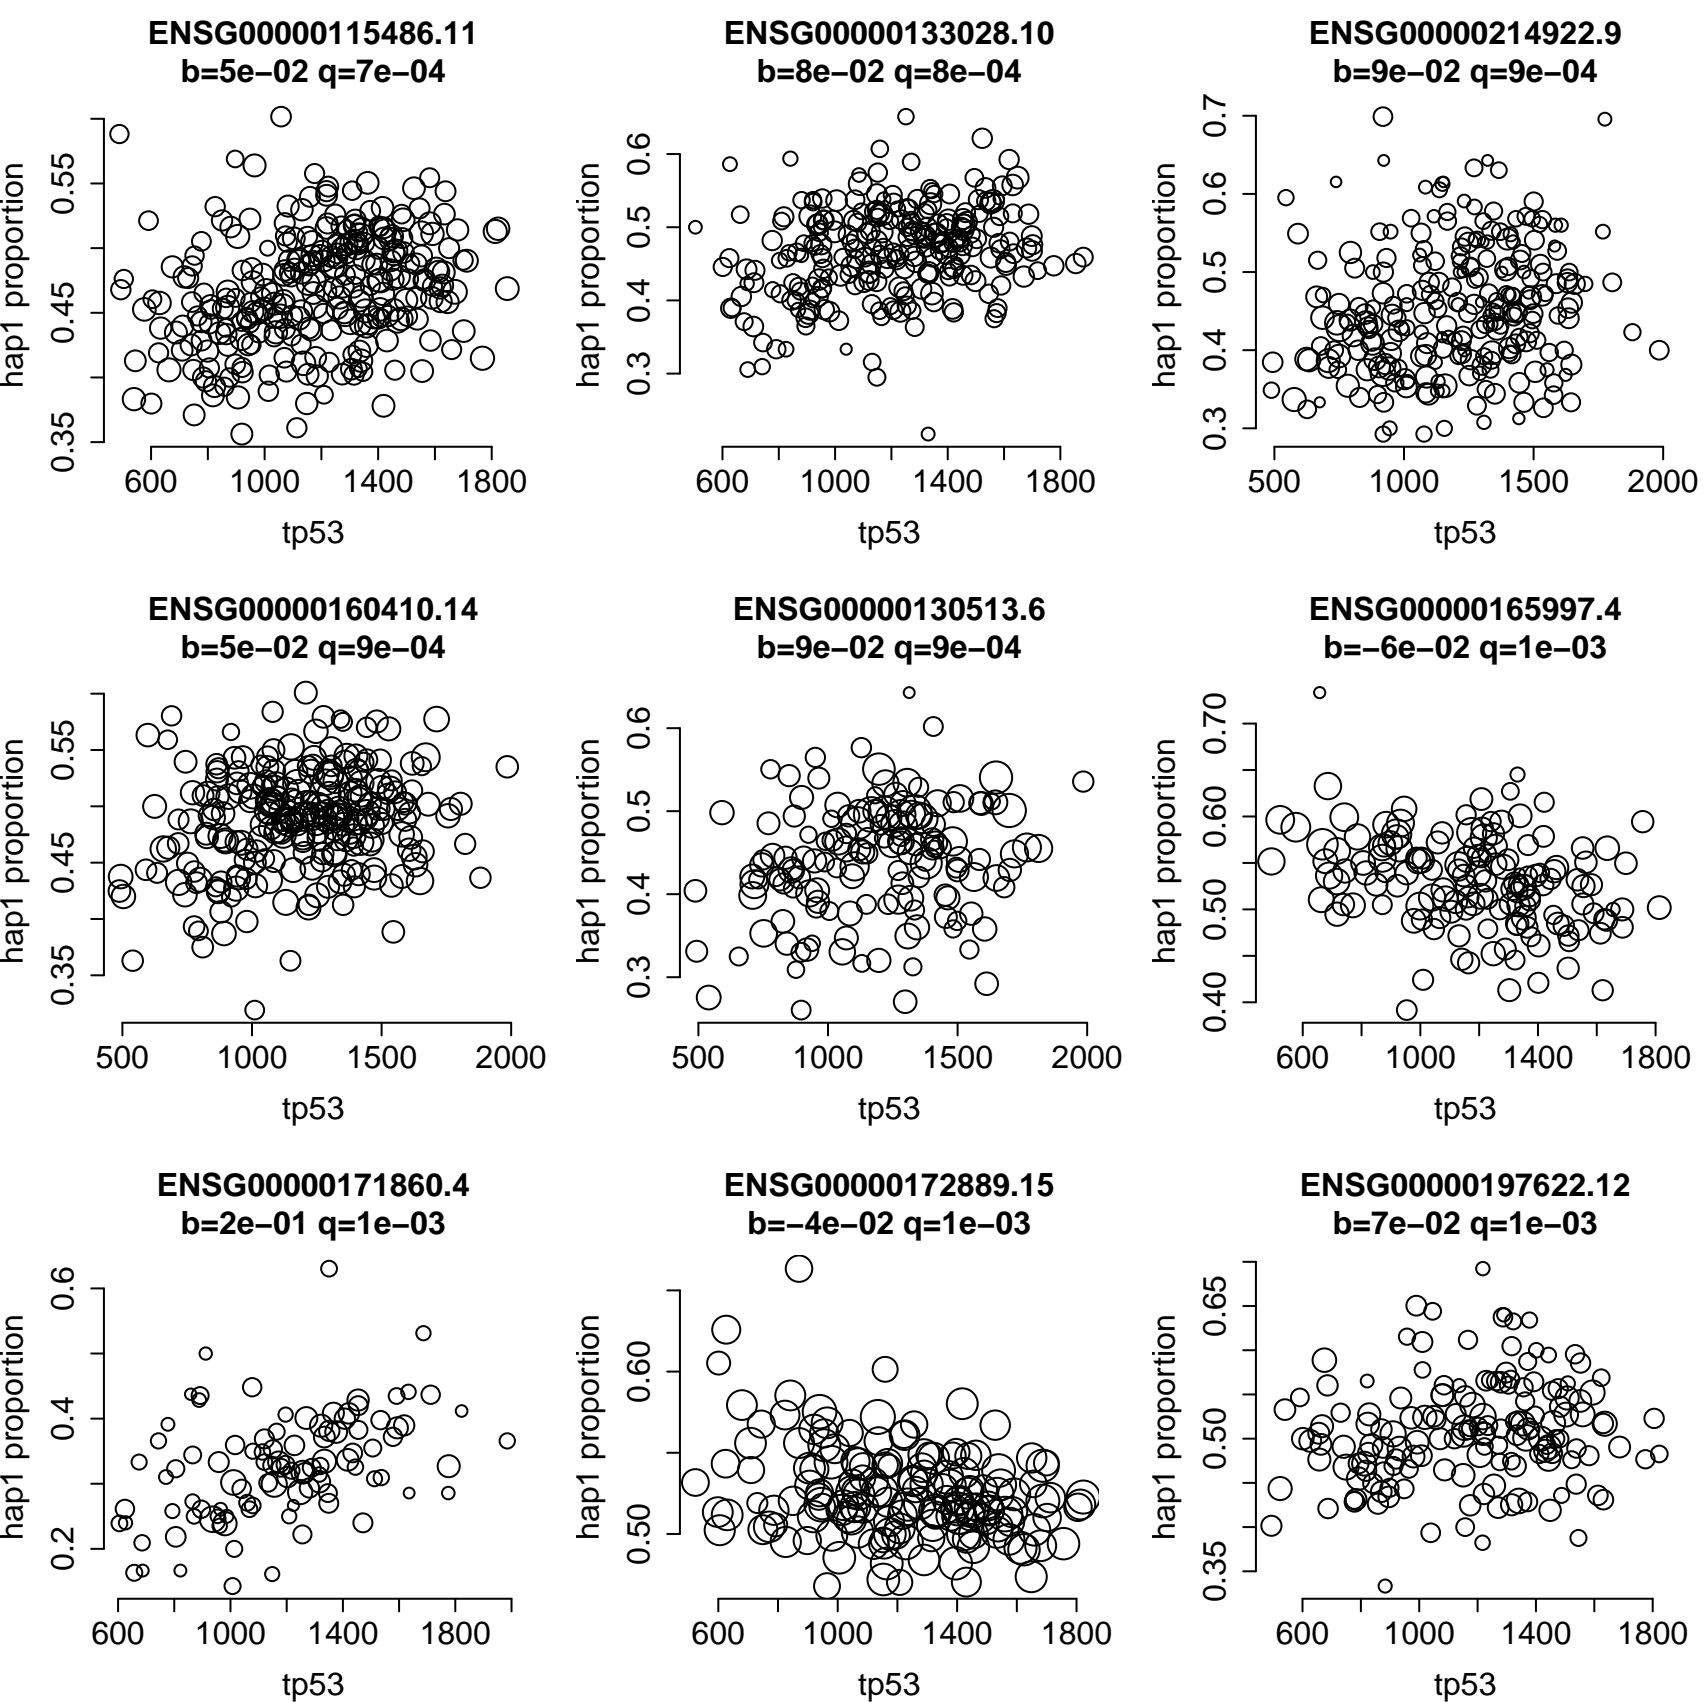 ENSG00000115486.11
b=5e−02 q=7e−04
hap1 proportion
0.35 0.45 0.55
600 1000 1400 1800
tp53
ENSG00000133028.10
b=8e−02 q=8e−04
hap1 proportion
0.3 0.4 0.5 0.6
600 1000 1400 1800
tp53
ENSG00000214922.9
b=9e−02 q=9e−04
hap1 proportion
0.3 0.4 0.5 0.6 0.7
500 1000 1500 2000
tp53
ENSG00000160410.14
b=5e−02 q=9e−04
hap1 proportion
0.35 0.45 0.55
500 1000 1500 2000
tp53
ENSG00000130513.6
b=9e−02 q=9e−04
hap1 proportion
0.3 0.4 0.5 0.6
500 1000 1500 2000
tp53
ENSG00000165997.4
b=−6e−02 q=1e−03
hap1 proportion
0.40 0.50 0.60 0.70
600 1000 1400 1800
tp53
ENSG00000171860.4
b=2e−01 q=1e−03
hap1 proportion
0.2 0.4 0.6
600 1000 1400 1800
tp53
ENSG00000172889.15
b=−4e−02 q=1e−03
hap1 proportion
0.50 0.60
600 1000 1400 1800
tp53
ENSG00000197622.12
b=7e−02 q=1e−03
hap1 proportion
0.35 0.50 0.65
600 1000 1400 1800
tp53